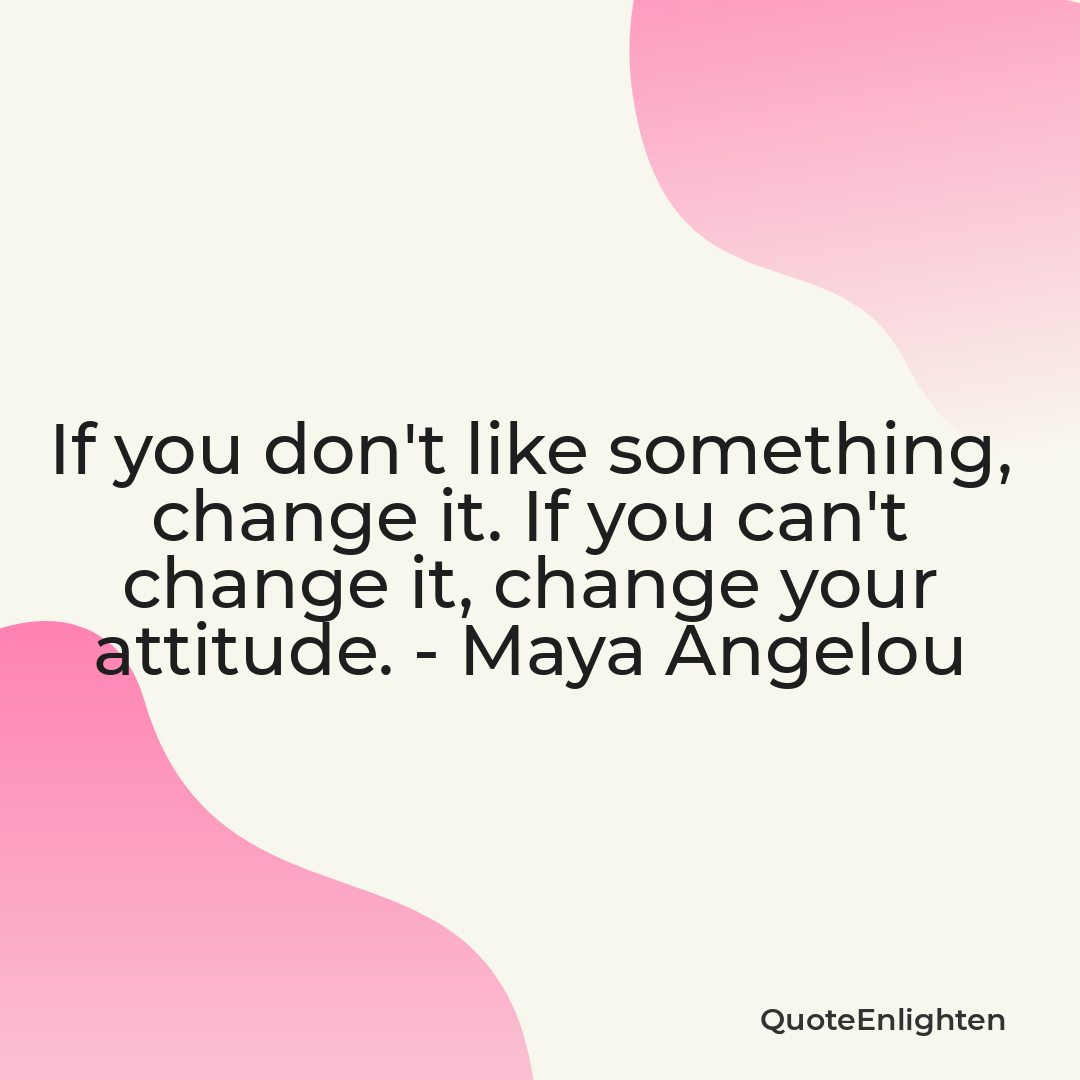 If you don't like something,
change it. If you can't
change it, change your
attitude. - Maya Angelou
QuoteEnlighten